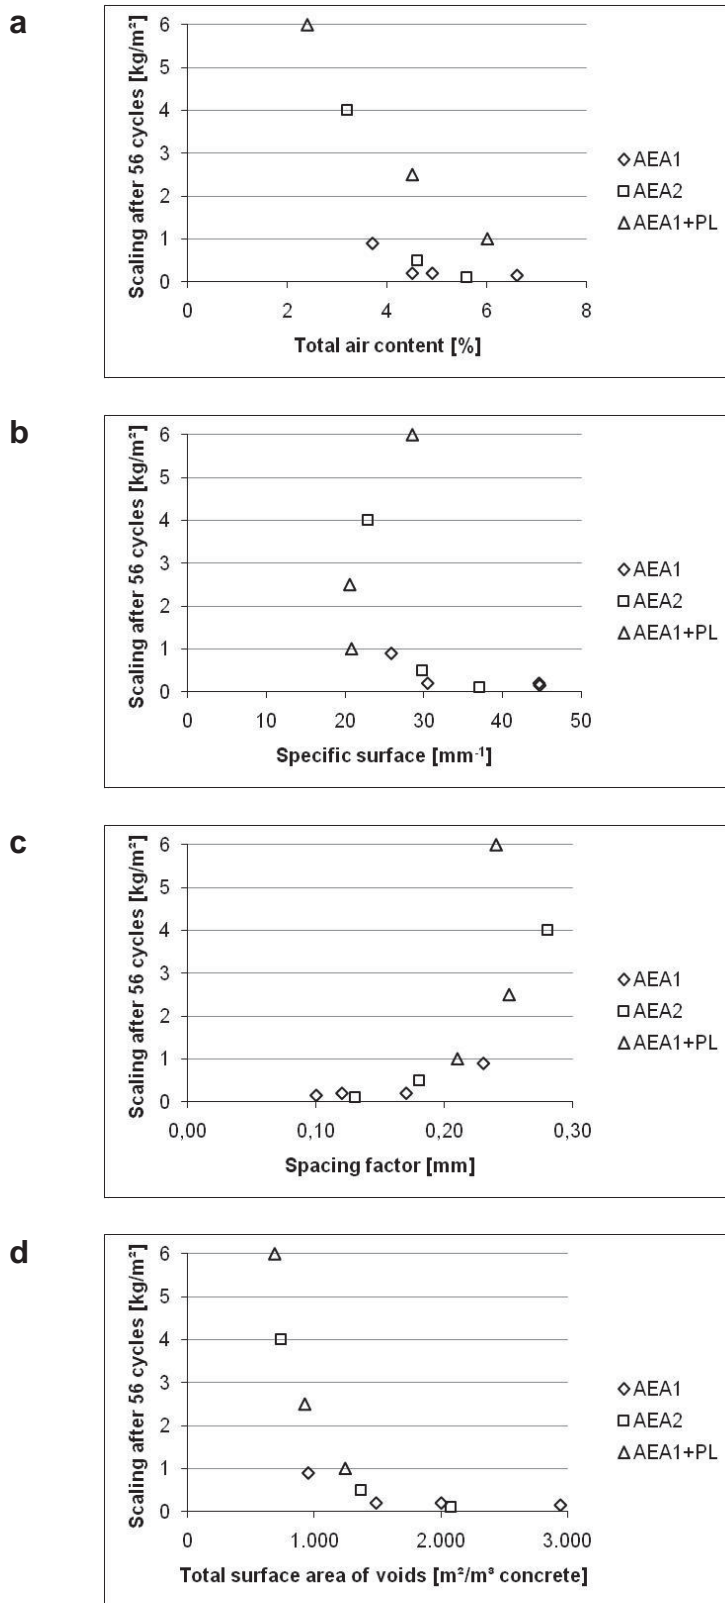 a
Scaling after 56 cycles [kg/m²]
6
5
4
3
2
1
0
0 2 4 6 8
Total air content [%]
AEA1
AEA2
AEA1+PL
b
Scaling after 56 cycles [kg/m²]
6
5
4
3
2
1
0
0 10 20 30 40 50
Specific surface [mm⁻¹]
AEA1
AEA2
AEA1+PL
c
Scaling after 56 cycles [kg/m²]
6
5
4
3
2
1
0
0,00 0,10 0,20 0,30
Spacing factor [mm]
AEA1
AEA2
AEA1+PL
d
Scaling after 56 cycles [kg/m²]
6
5
4
3
2
1
0
0 1.000 2.000 3.000
Total surface area of voids [m²/m³ concrete]
AEA1
AEA2
AEA1+PL